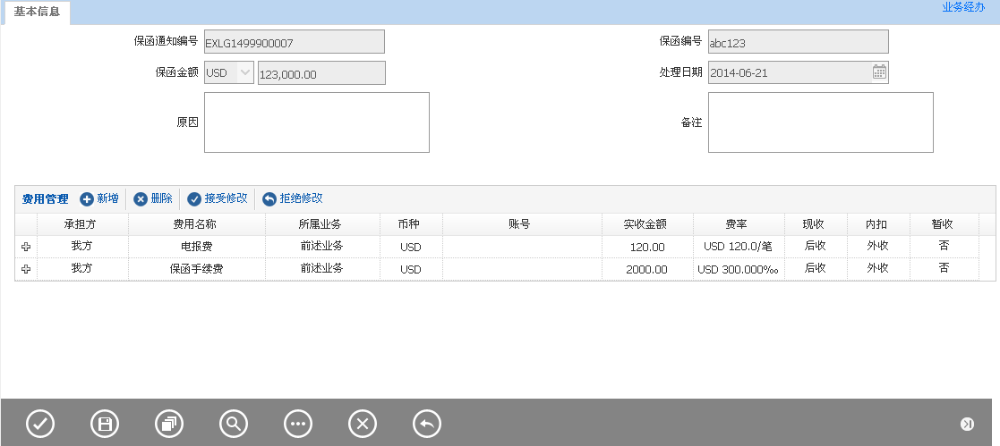 基本信息
业务经办
保函通知编号 EXLG1499900007 保函编号 abc123
保函金额 USD 123,000.00 处理日期 2014-06-21
原因 备注
费用管理 新增 删除 接受修改 拒绝修改
承担方 费用名称 所属业务 币种 账号 实收金额 费率 现收 内扣 暂收
我方 电报费 前述业务 USD 120.00 USD 120.0/笔 后收 外收 否
我方 保函手续费 前述业务 USD 2000.00 USD 300.000‰ 后收 外收 否